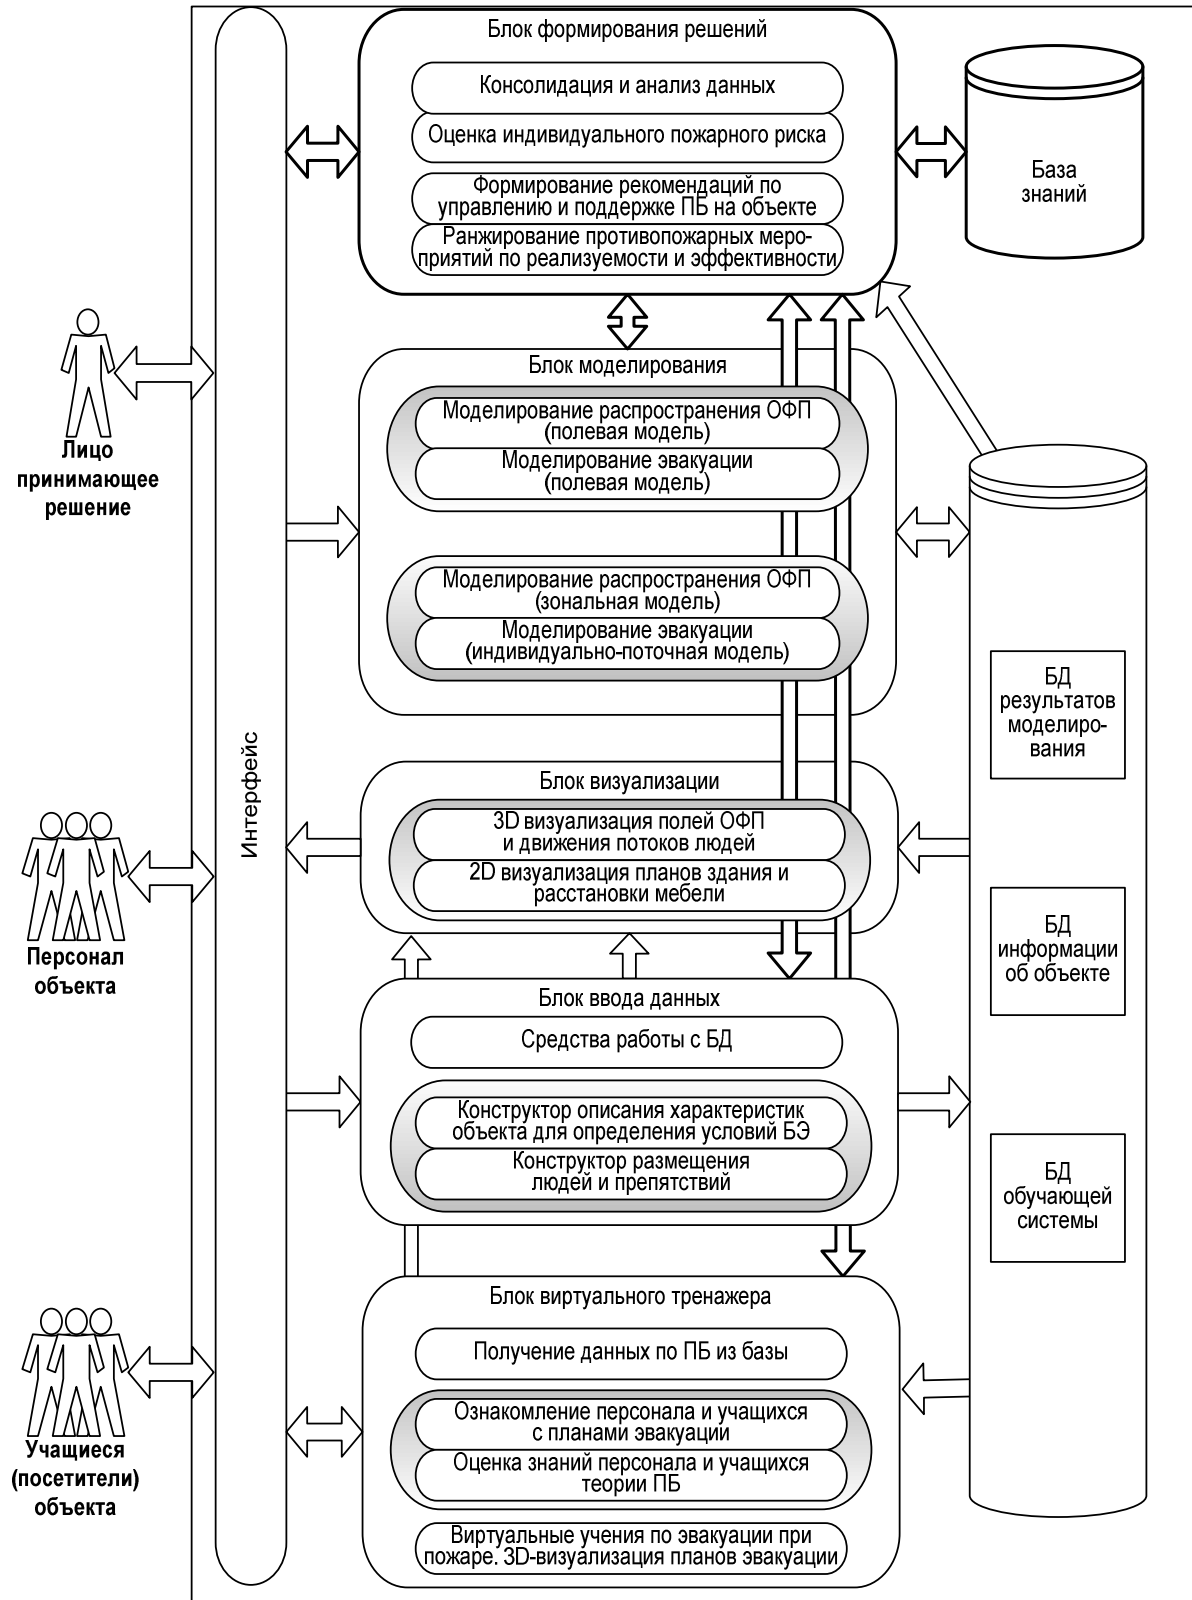 Блок формирования решений
Консолидация и анализ данных
Оценка индивидуального пожарного риска
Формирование рекомендаций по
управлению и поддержке ПБ на объекте
Ранжирование противопожарных меро-
приятий по реализуемости и эффективности
База
знаний
Лицо
принимающее
решение
Блок моделирования
Моделирование распространения ОФП
(полевая модель)
Моделирование эвакуации
(полевая модель)
Моделирование распространения ОФП
(зональная модель)
Моделирование эвакуации
(индивидуально-поточная модель)
БД
результатов
моделиро-
вания
Интерфейс
Блок визуализации
3D визуализация полей ОФП
и движения потоков людей
2D визуализация планов здания и
расстановки мебели
Персонал
объекта
БД
информации
об объекте
Блок ввода данных
Средства работы с БД
Конструктор описания характеристик
объекта для определения условий БЭ
Конструктор размещения
людей и препятствий
БД
обучающей
системы
Блок виртуального тренажера
Получение данных по ПБ из базы
Ознакомление персонала и учащихся
с планами эвакуации
Оценка знаний персонала и учащихся
теории ПБ
Виртуальные учения по эвакуации при
пожаре. 3D-визуализация планов эвакуации
Учащиеся
(посетители)
объекта